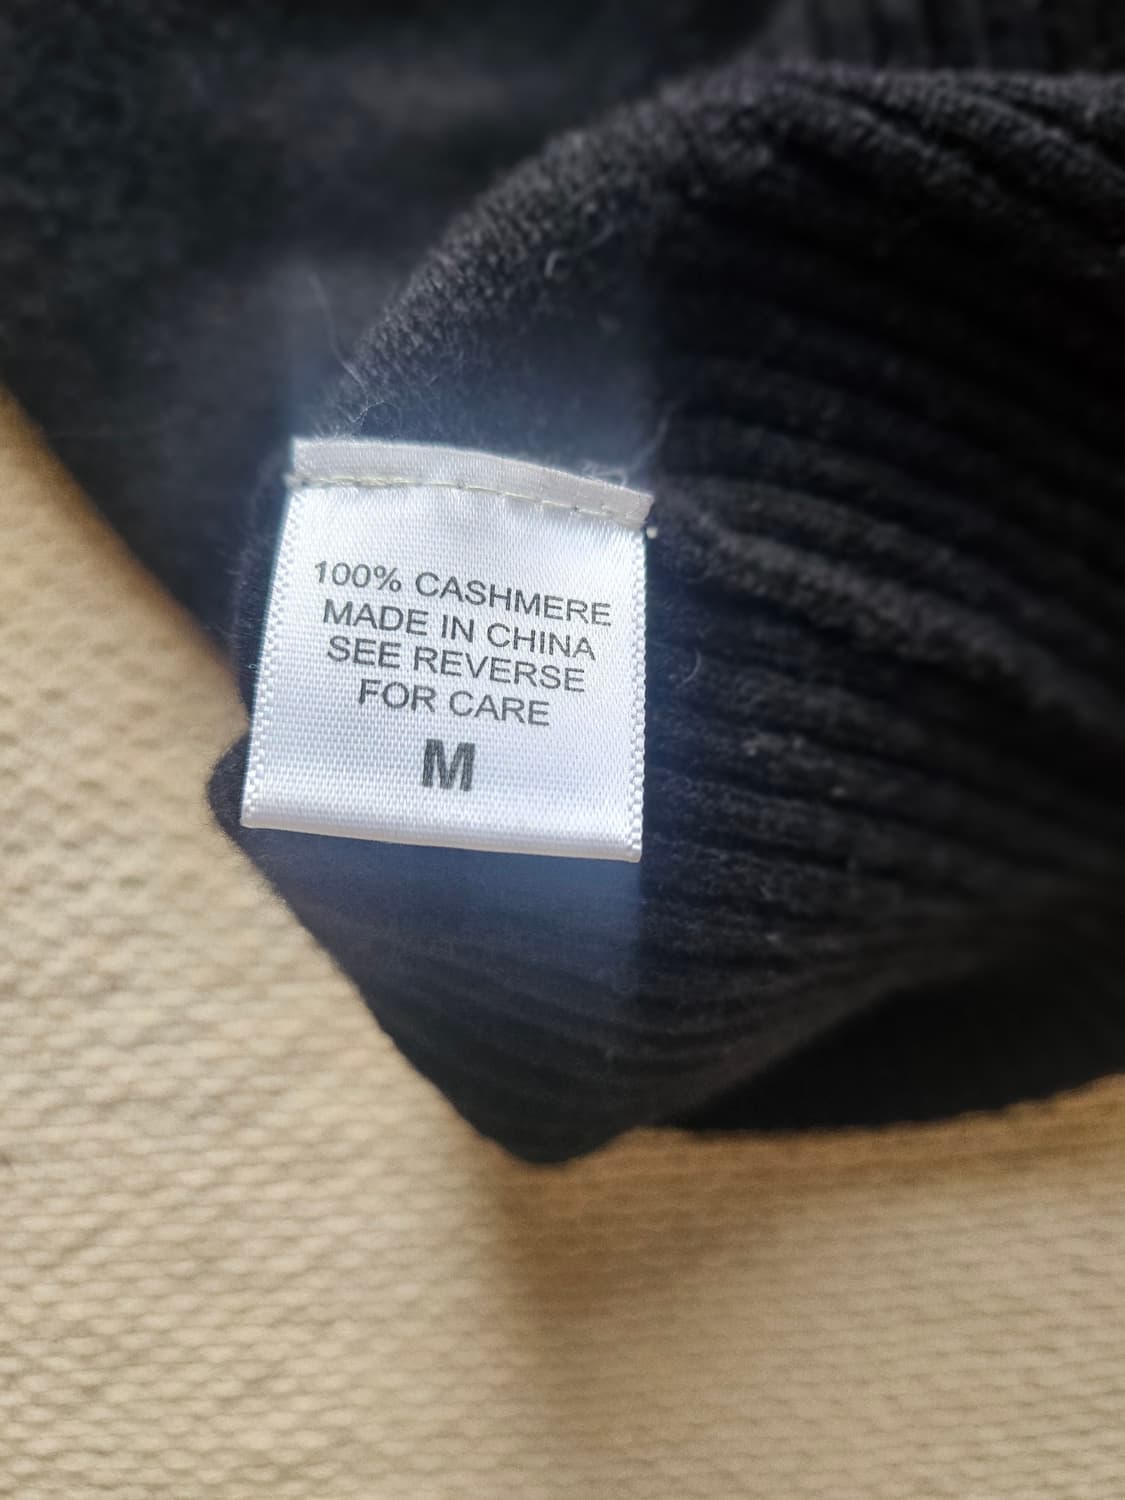 100% CASHMERE
MADE IN CHINA
SEE REVERSE
FOR CARE
M